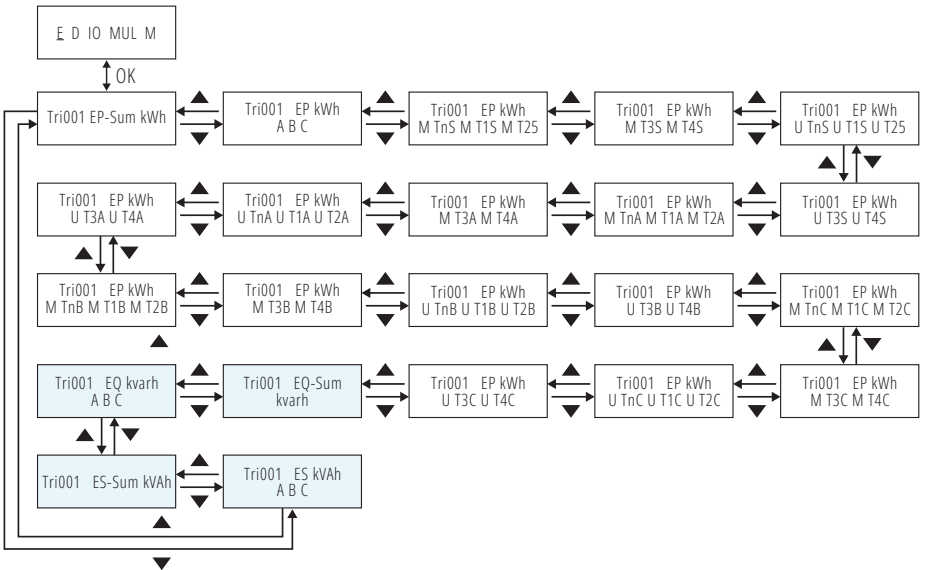 E D IO MUL M
OK
Tri001 EP-Sum kWh
Tri001 EP kWh
A B C
Tri001 EP kWh
M TnS M T1S M T25
Tri001 EP kWh
M T3S M T4S
Tri001 EP kWh
U TnS U T1S U T25
Tri001 EP kWh
U T3A U T4A
Tri001 EP kWh
U TnA U T1A U T2A
Tri001 EP kWh
M T3A M T4A
Tri001 EP kWh
M TnA M T1A M T2A
Tri001 EP kWh
U T3S U T4S
Tri001 EP kWh
M TnB M T1B M T2B
Tri001 EP kWh
M T3B M T4B
Tri001 EP kWh
U TnB U T1B U T2B
Tri001 EP kWh
U T3B U T4B
Tri001 EP kWh
M TnC M T1C M T2C
Tri001 EQ kvarh
A B C
Tri001 EQ-Sum
kvarh
Tri001 EP kWh
U T3C U T4C
Tri001 EP kWh
U TnC U T1C U T2C
Tri001 EP kWh
M T3C M T4C
Tri001 ES-Sum kVAh
Tri001 ES kVAh
A B C